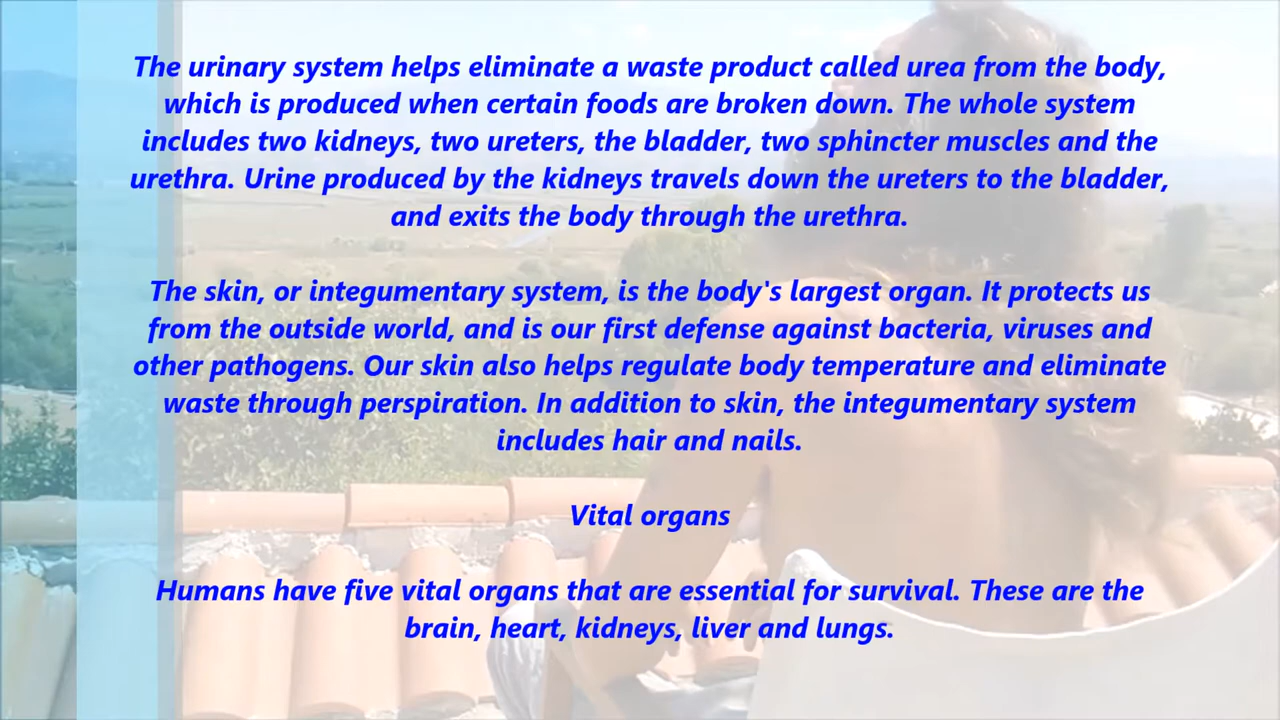 The urinary system helps eliminate a waste product called urea from the body,
which is produced when certain foods are broken down. The whole system
includes two kidneys, two ureters, the bladder, two sphincter muscles and the
urethra. Urine produced by the kidneys travels down the ureters to the bladder,
and exits the body through the urethra.
The skin, or integumentary system, is the body's largest organ. It protects us
from the outside world, and is our first defense against bacteria, viruses and
other pathogens. Our skin also helps regulate body temperature and eliminate
waste through perspiration. In addition to skin, the integumentary system
includes hair and nails.
Vital organs
Humans have five vital organs that are essential for survival. These are the
brain, heart, kidneys, liver and lungs.